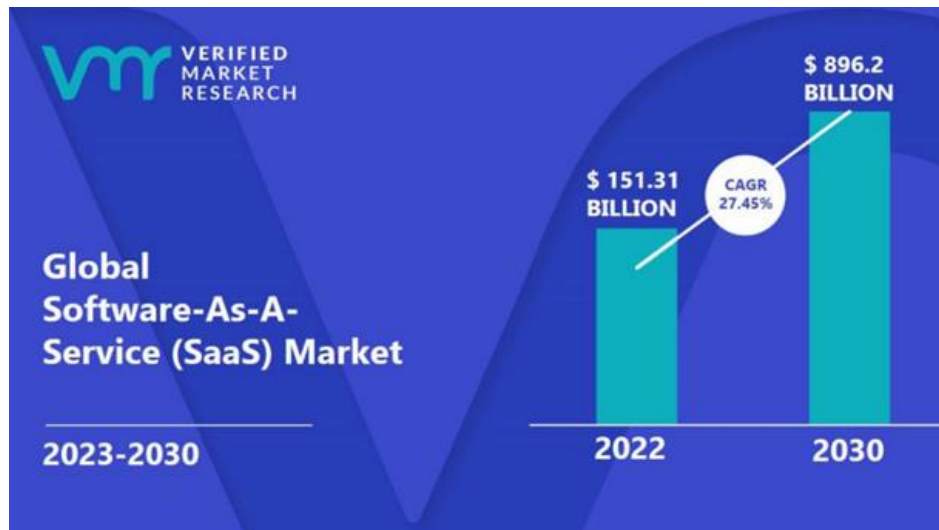 vmr
VERIFIED
MARKET
RESEARCH
Global
Software-As-A-
Service (SaaS) Market
2023-2030
$ 151.31
BILLION
CAGR
27.45%
$ 896.2
BILLION
2022
2030